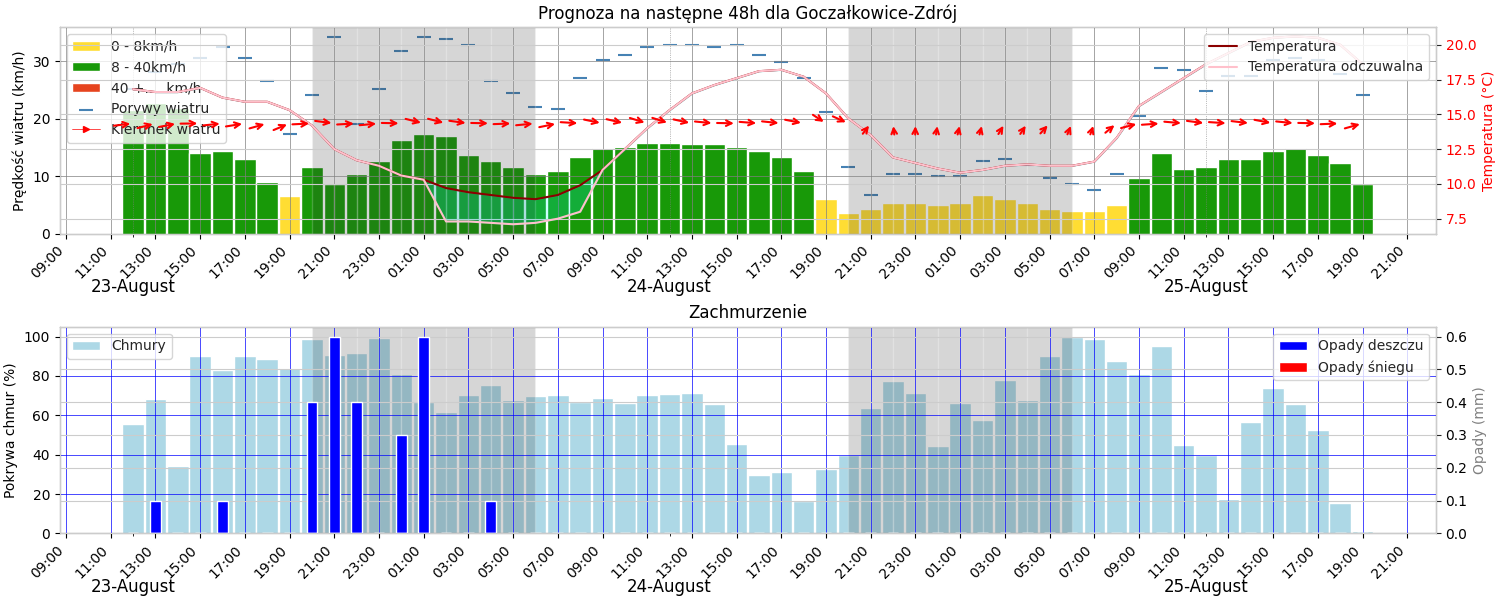 Prognoza na następne 48h dla Goczałkowice-Zdrój
Prędkość wiatru (km/h)
30
20
10
0
0 - 8km/h
8 - 40km/h
40 km/h
Porywy wiatru
Kierunek wiatru
Temperatura
Temperatura odczuwalna
20.0
17.5
15.0
12.5
10.0
7.5
Temperatura (°C)
09:00 11:00 13:00 15:00 17:00 19:00 21:00 23:00 01:00 03:00 05:00 07:00 09:00 11:00 13:00 15:00 17:00 19:00 21:00 23:00 01:00 03:00 05:00 07:00 09:00 11:00 13:00 15:00 17:00 19:00 21:00
23-August 24-August 25-August
Zachmurzenie
Pokrywa chmur (%)
100
80
60
40
20
0
Chmury
Opady deszczu
Opady śniegu
0.6
0.5
0.4
0.3
0.2
0.1
0.0
Opady (mm)
09:00 11:00 13:00 15:00 17:00 19:00 21:00 23:00 01:00 03:00 05:00 07:00 09:00 11:00 13:00 15:00 17:00 19:00 21:00 23:00 01:00 03:00 05:00 07:00 09:00 11:00 13:00 15:00 17:00 19:00 21:00
23-August 24-August 25-August